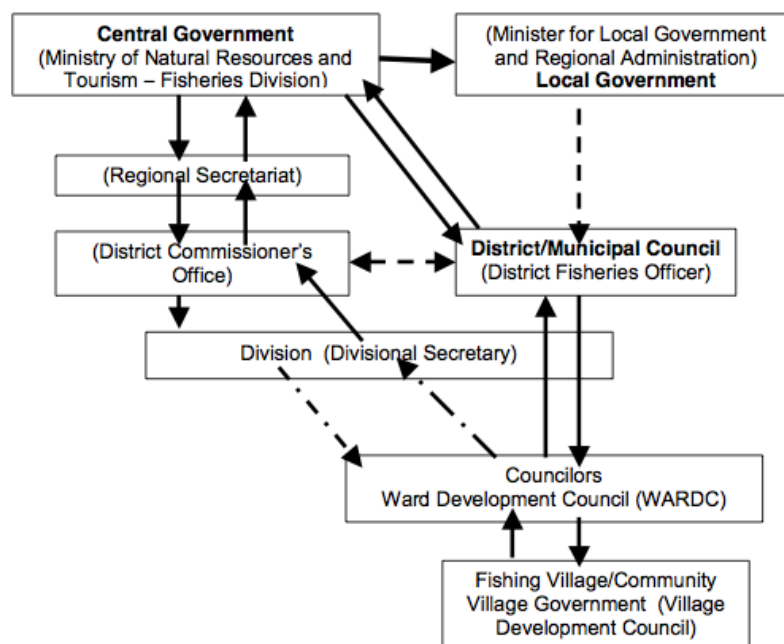 Central Government
(Ministry of Natural Resources and
Tourism – Fisheries Division)
(Minister for Local Government
and Regional Administration)
Local Government
(Regional Secretariat)
(District Commissioner's
Office)
District/Municipal Council
(District Fisheries Officer)
Division (Divisional Secretary)
Councilors
Ward Development Council (WARDC)
Fishing Village/Community
Village Government (Village
Development Council)